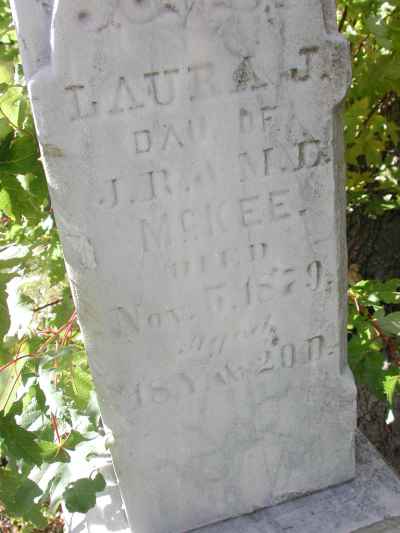 LAURA J.
DAU OF
J.R. & M.D.
MCKEE.
DIED
Nov. 5, 1879,
aged
18 Y'. & 20 D.